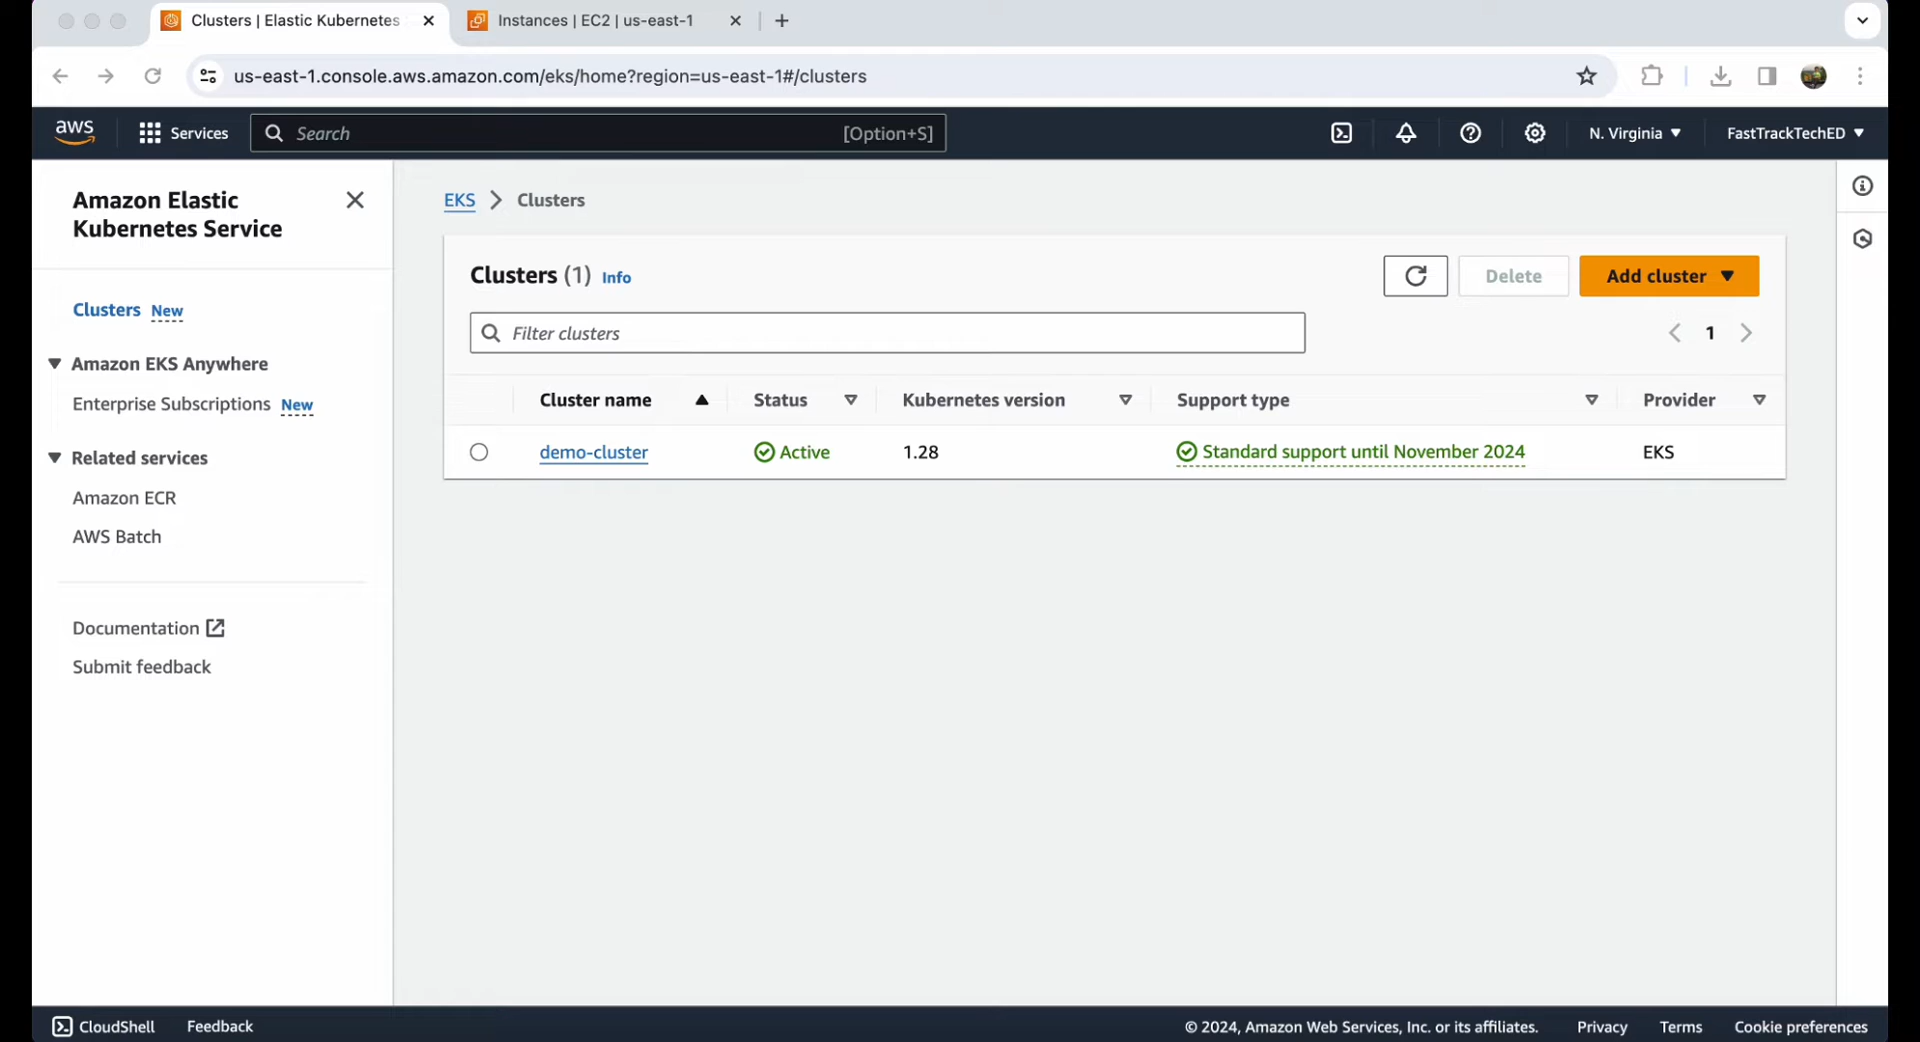 Clusters | Elastic Kubernetes
Instances | EC2 | us-east-1
us-east-1.console.aws.amazon.com/eks/home?region=us-east-1#/clusters
aws
Services
Search
[Option+S]
N. Virginia
FastTrackTechED
Amazon Elastic
Kubernetes Service
Clusters New
Amazon EKS Anywhere
Enterprise Subscriptions New
Related services
Amazon ECR
AWS Batch
Documentation
Submit feedback
EKS
Clusters
Clusters (1) Info
Delete
Add cluster
Filter clusters
1
Cluster name
Status
Kubernetes version
Support type
Provider
demo-cluster
Active
1.28
Standard support until November 2024
EKS
CloudShell
Feedback
© 2024, Amazon Web Services, Inc. or its affiliates.
Privacy
Terms
Cookie preferences